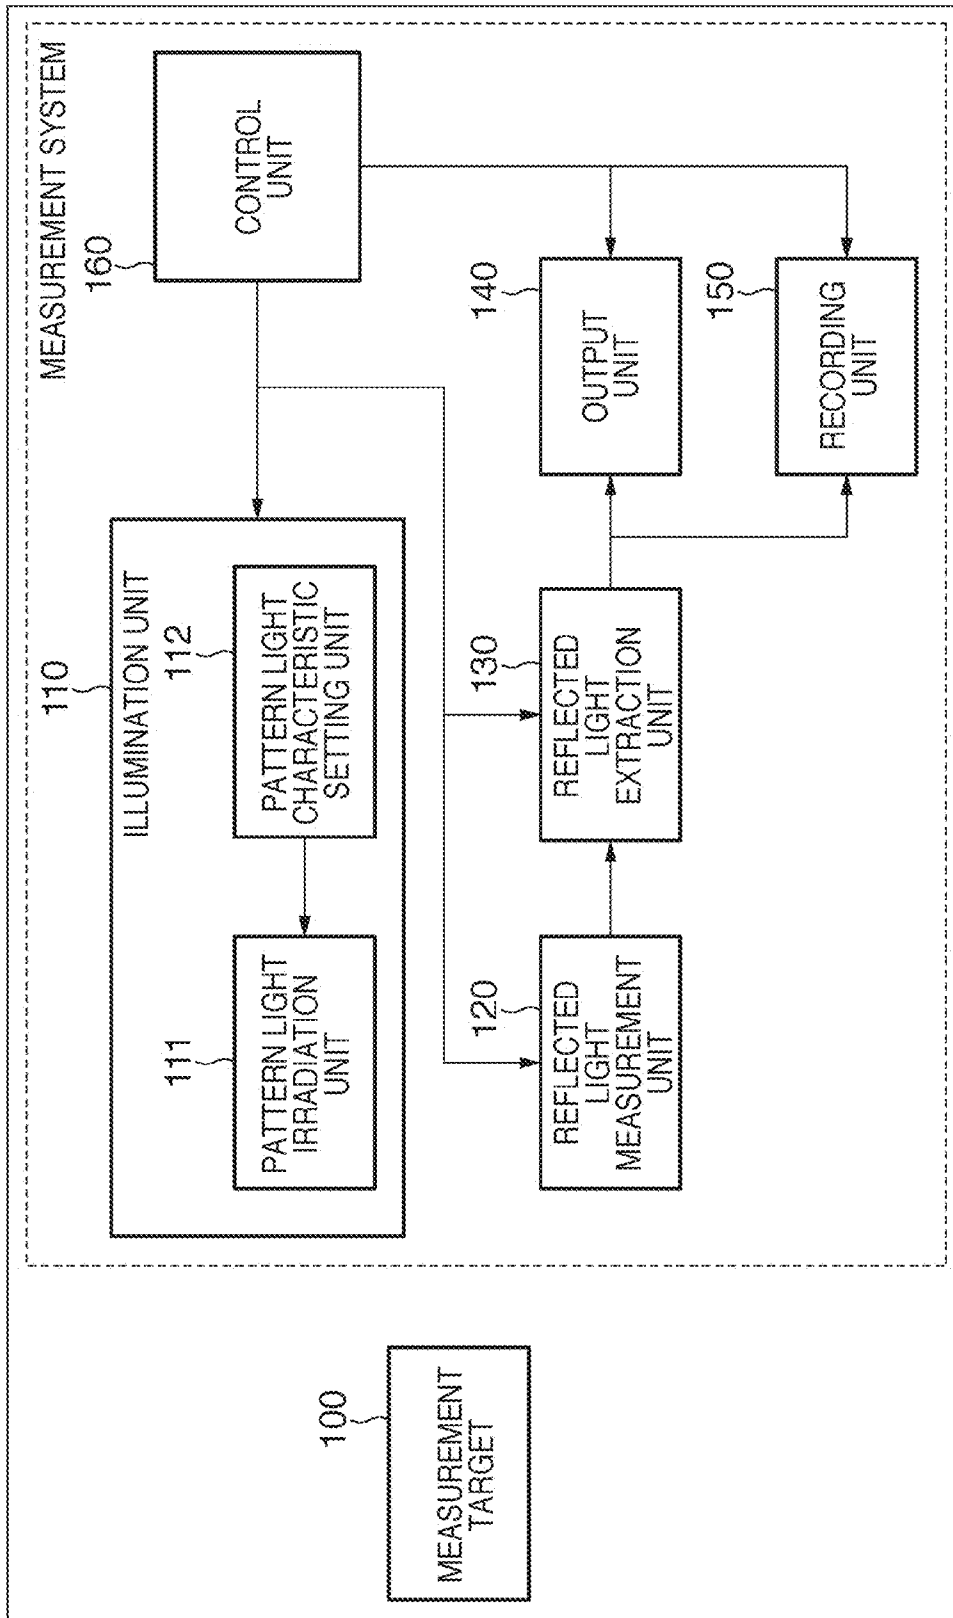 MEASUREMENT SYSTEM
110
ILLUMINATION UNIT
111
PATTERN LIGHT
IRRADIATION
UNIT
112
PATTERN LIGHT
CHARACTERISTIC
SETTING UNIT
160
CONTROL
UNIT
100
MEASUREMENT
TARGET
120
REFLECTED
LIGHT
MEASUREMENT
UNIT
130
REFLECTED
LIGHT
EXTRACTION
UNIT
140
OUTPUT
UNIT
150
RECORDING
UNIT